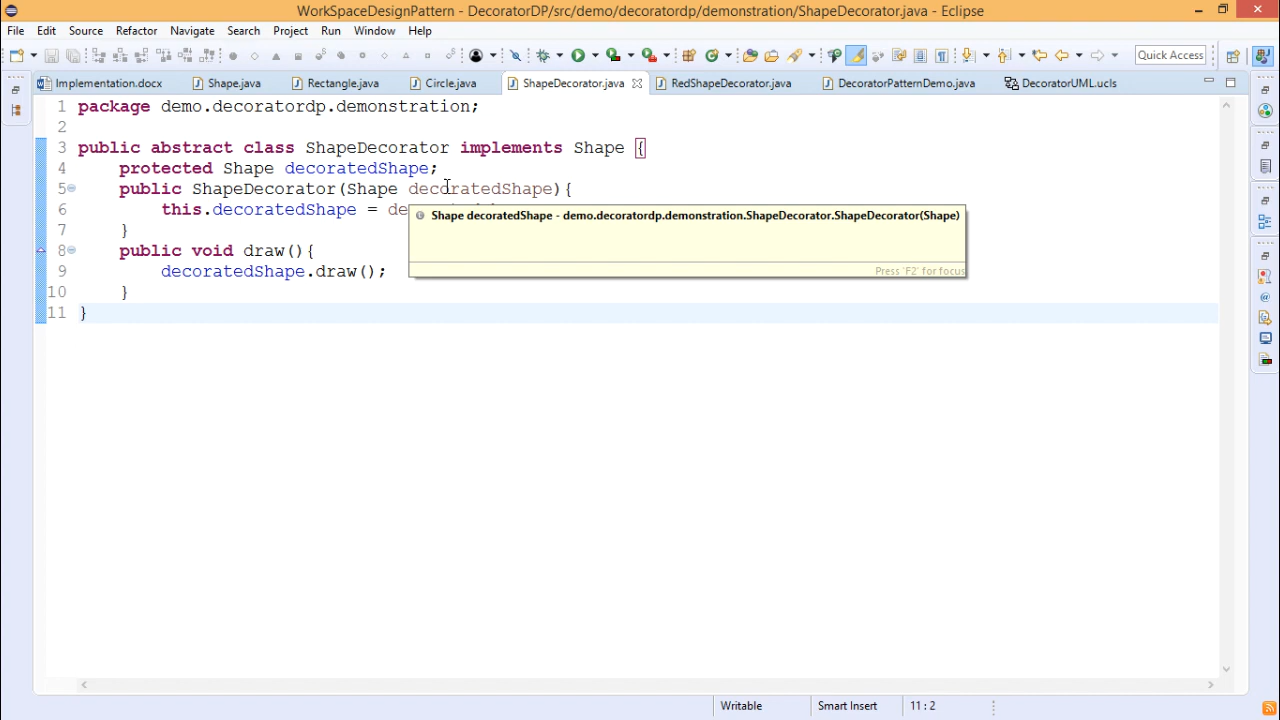 WorkSpaceDesignPattern - DecoratorDP/src/demo/decoratordp/demonstration/ShapeDecorator.java - Eclipse
File Edit Source Refactor Navigate Search Project Run Window Help
Quick Access
Implementation.docx Shape.java Rectangle.java Circle.java ShapeDecorator.java RedShapeDecorator.java DecoratorPatternDemo.java DecoratorUML.ucls
1 package demo.decoratordp.demonstration;
2
3 public abstract class ShapeDecorator implements Shape {
4 protected Shape decoratedShape;
5 public ShapeDecorator(Shape decoratedShape){
6 this.decoratedShape =
Shape decoratedShape - demo.decoratordp.demonstration.ShapeDecorator.ShapeDecorator(Shape)
7 }
8 public void draw(){
9 decoratedShape.draw();
Press 'F2' for focus
10 }
11 }
Writable Smart Insert 11 : 2